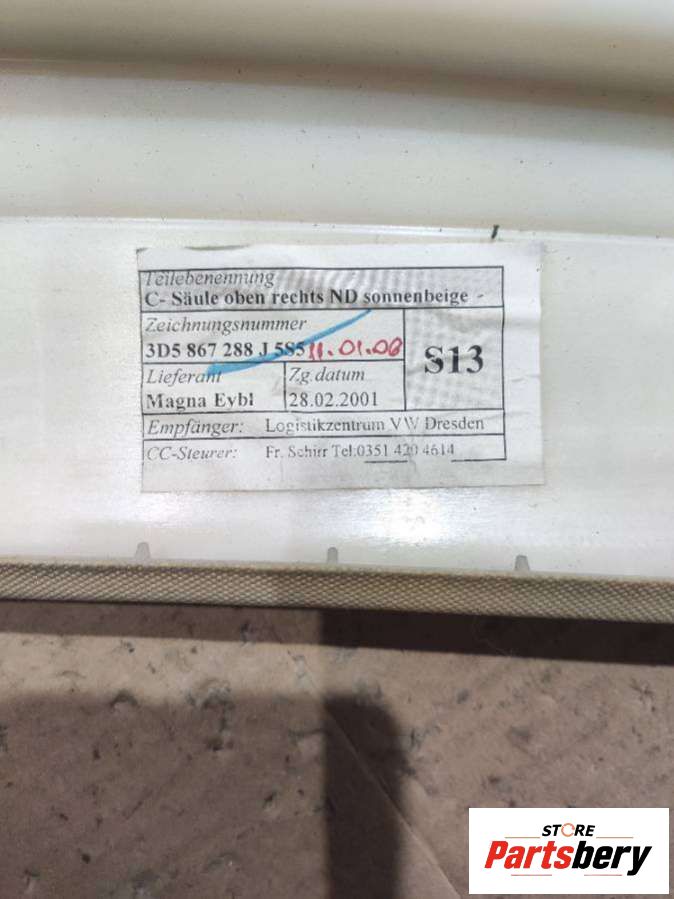 Teilebenennung
C- Säule oben rechts ND sonnenbeige -
Zeichnungsnummer
3D5 867 288 J 5S5 11.01.06
S13
Lieferant Zg.datum
Magna Eybl 28.02.2001
Empfänger: Logistikzentrum VW Dresden
CC-Steurer: Fr. Schirr Tel:0351 420 4614
STORE
Partsbery